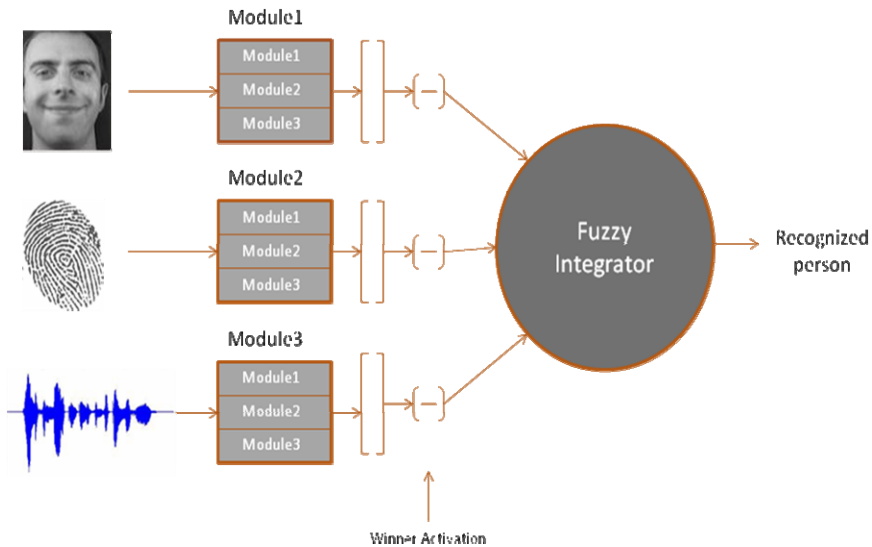 Module1
Module1
Module2
Module3
Module2
Module1
Module2
Module3
Module3
Module1
Module2
Module3
Fuzzy
Integrator
Recognized
person
Winner Activation